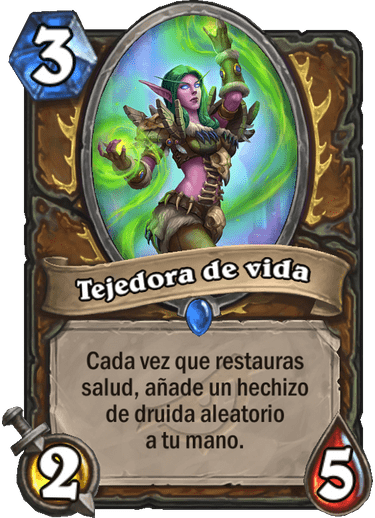 3
Tejedora de vida
Cada vez que restauras
salud, añade un hechizo
de druida aleatorio
a tu mano.
2
5